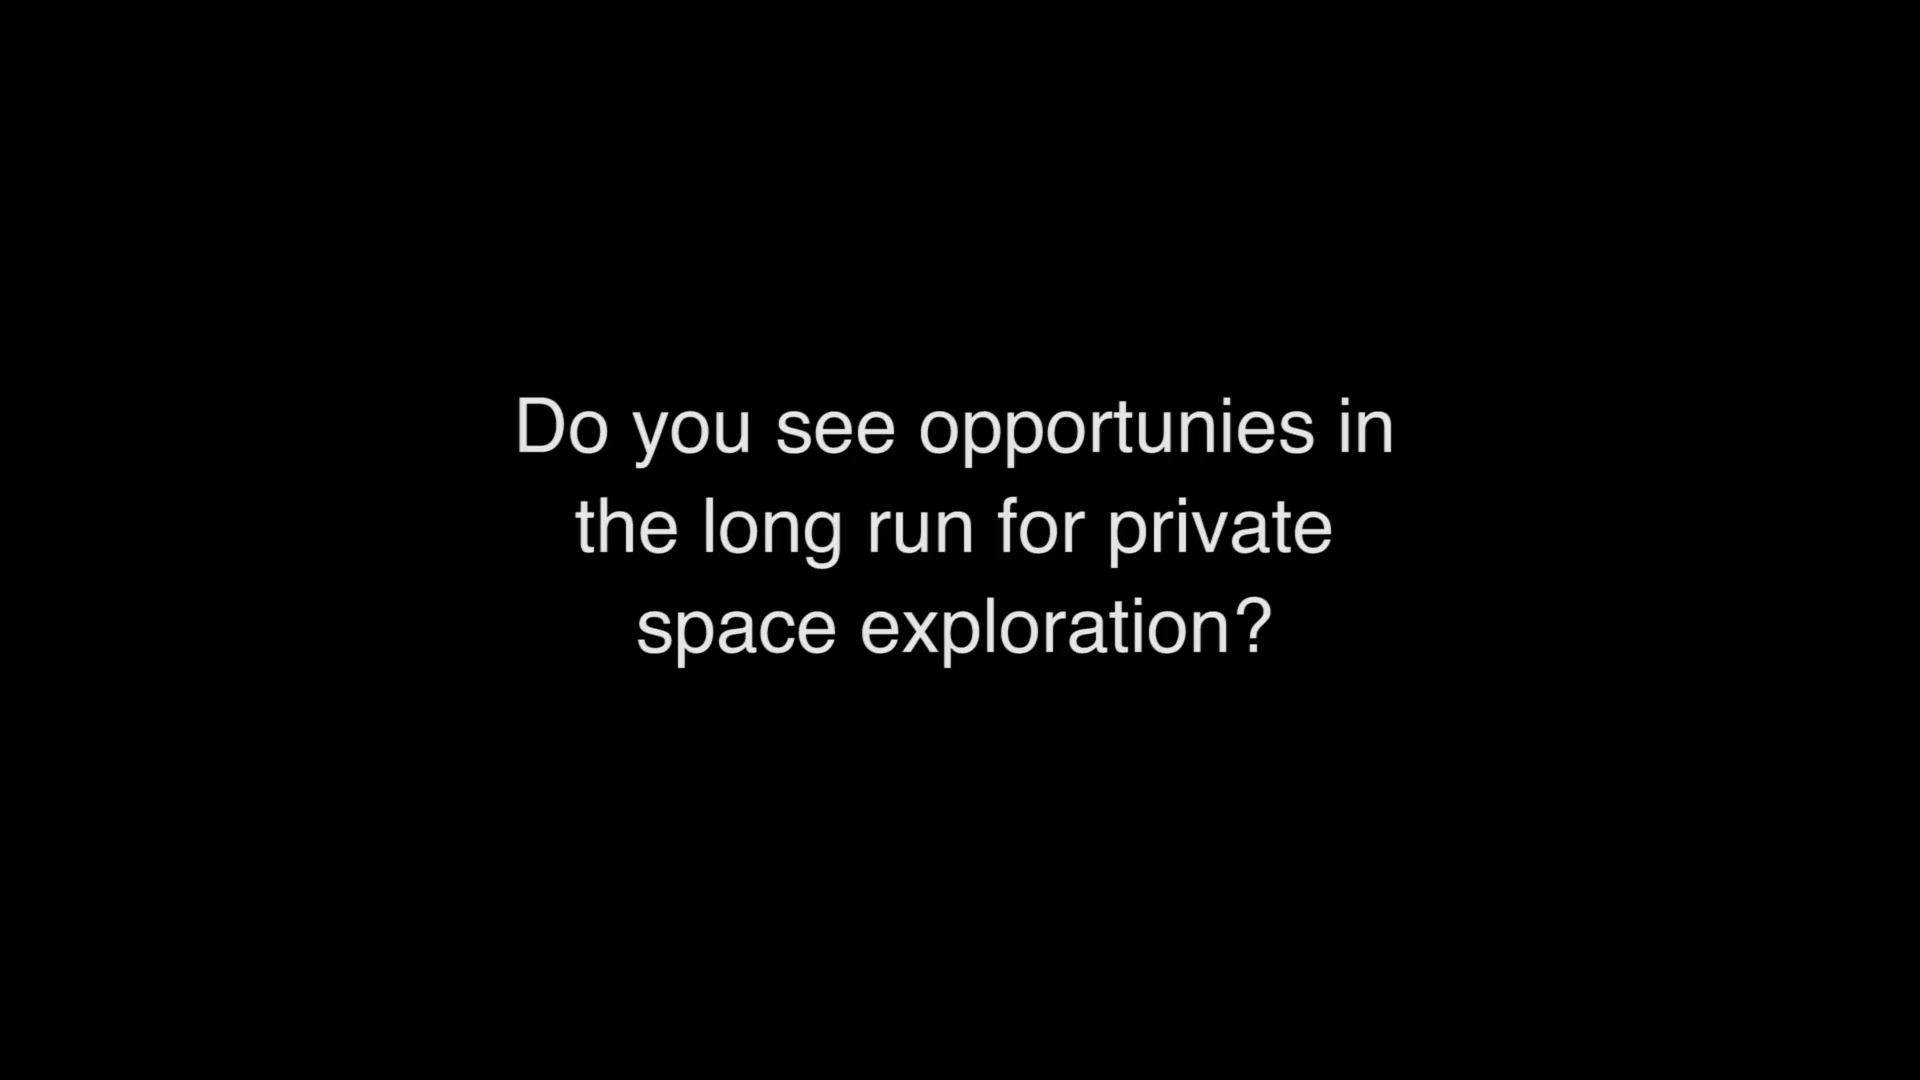 Do you see opportunies in
the long run for private
space exploration?